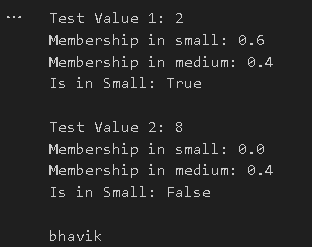 ...
Test Value 1: 2
Membership in small: 0.6
Membership in medium: 0.4
Is in Small: True
Test Value 2: 8
Membership in small: 0.0
Membership in medium: 0.4
Is in Small: False
bhavik